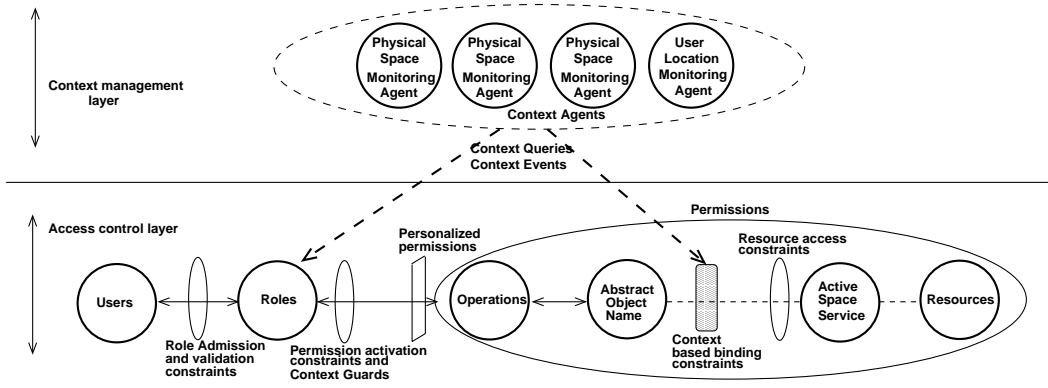 Physical
Space
Monitoring
Agent
Physical
Space
Monitoring
Agent
Physical
Space
Monitoring
Agent
User
Location
Monitoring
Agent
Context management
layer
Context Agents
Context Queries
Context Events
Access control layer
Permissions
Personalized
permissions
Resource access
constraints
Users
Roles
Operations
Abstract
Object
Name
Active
Space
Service
Resources
Role Admission
and validation
constraints
Permission activation
constraints and
Context Guards
Context
based binding
constraints